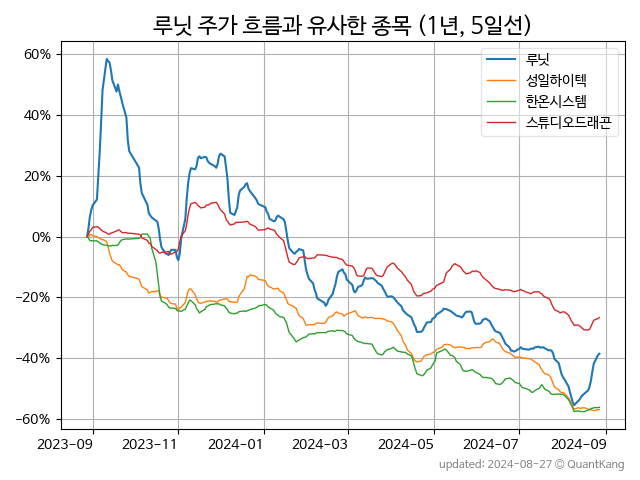 루닛 주가 흐름과 유사한 종목 (1년, 5일선)
루닛
성일하이텍
한온시스템
스튜디오드래곤
60%
40%
20%
0%
−20%
−40%
−60%
2023-09 2023-11 2024-01 2024-03 2024-05 2024-07 2024-09
updated: 2024-08-27 © QuantKang